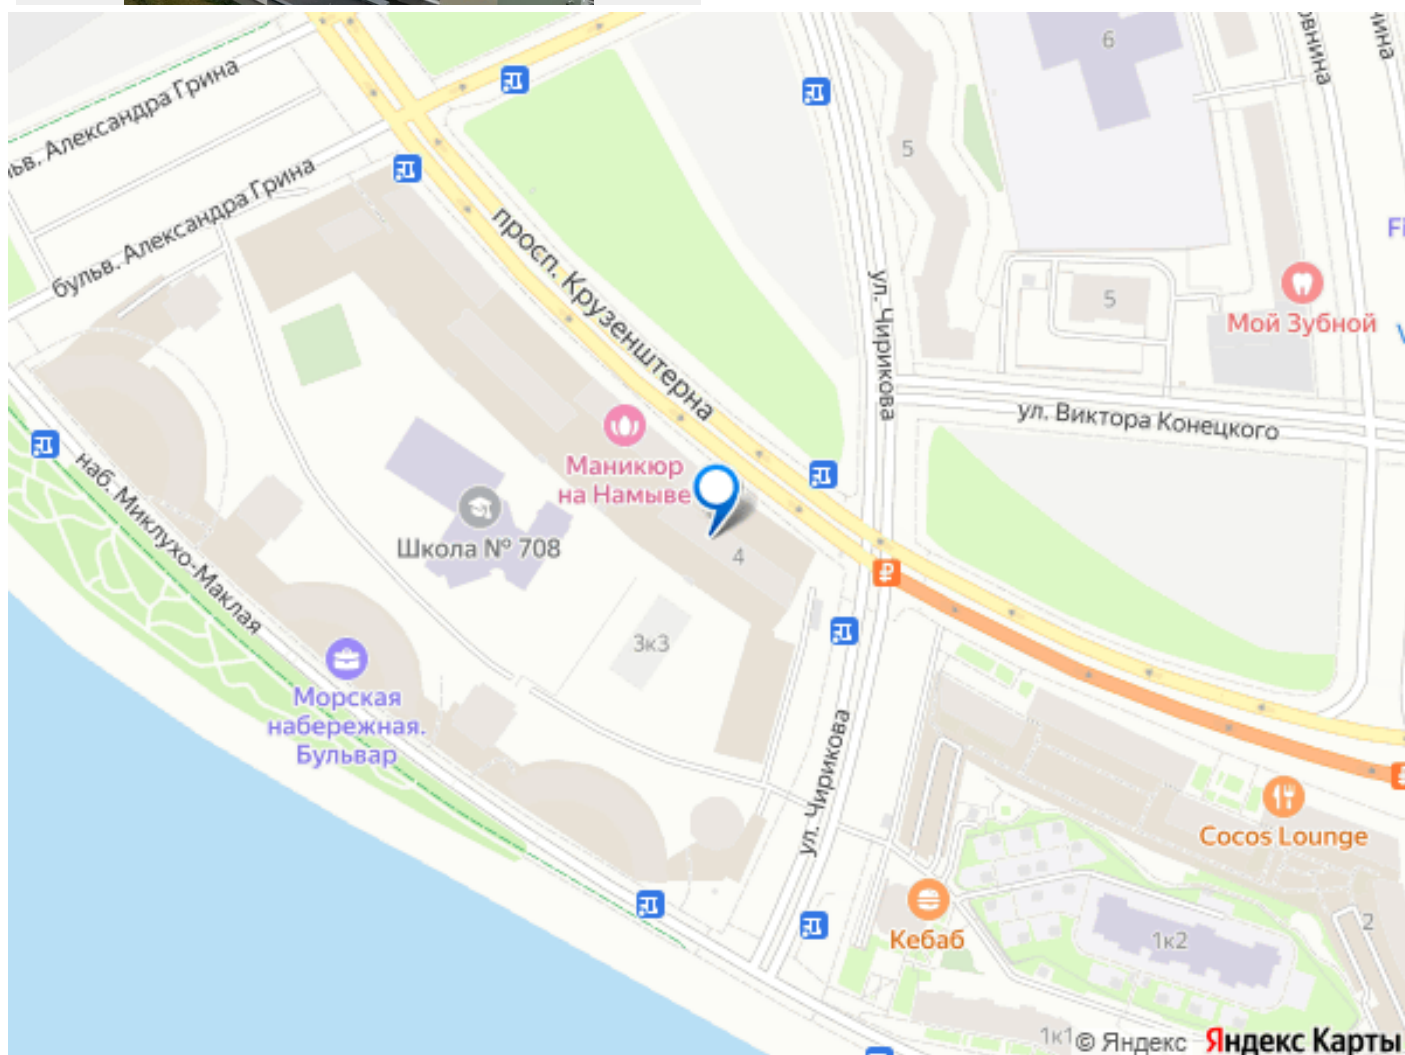 бульв. Александра Грина
бульв. Александра Грина
просп. Крузенштерна
ул. Чирикова
6
5
5
Мой Зубной
ул. Виктора Конецкого
Маникюр
на Намыве
Школа № 708
4
3к3
наб. Миклухо-Маклая
Морская
набережная.
Бульвар
ул. Чирикова
Cocos Lounge
Кебаб
1к2
2
1к1
© Яндекс
Яндекс Карты